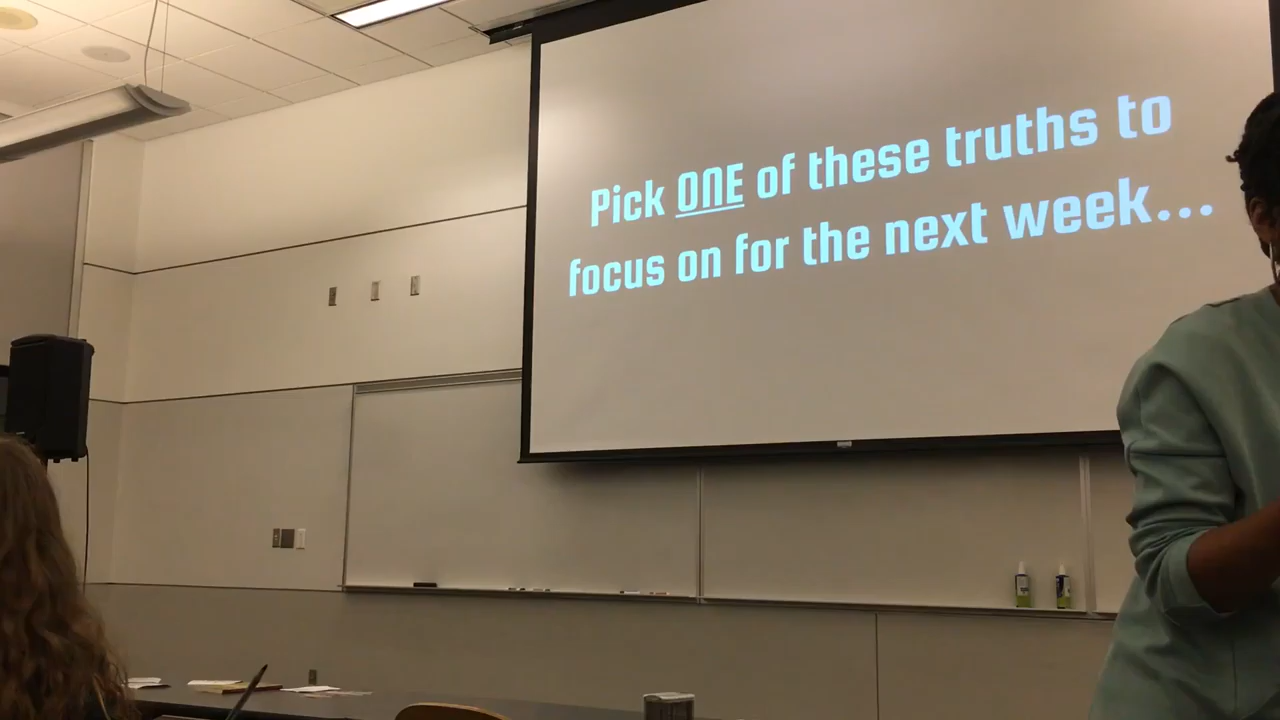 Pick ONE of these truths to
focus on for the next week...